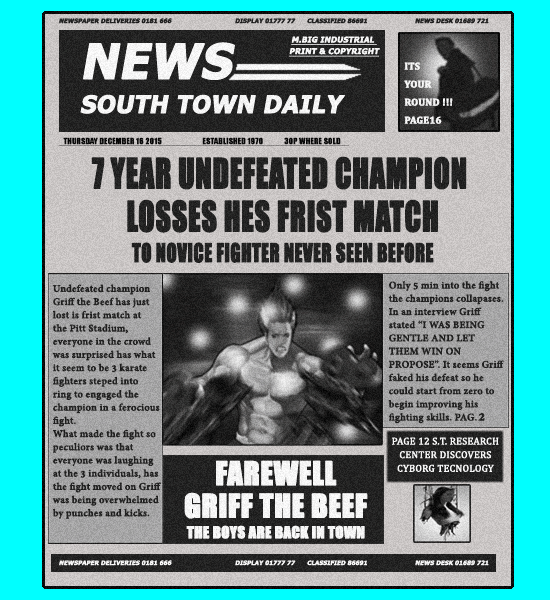 NEWSPAPER DELIVERIES 0181 666 DISPLAY 01777 77 CLASSIFIED 86691 NEWS DESK 01689 721
NEWS
M.BIG INDUSTRIAL
PRINT & COPYRIGHT
SOUTH TOWN DAILY
ITS
YOUR
ROUND !!!
PAGE16
THURSDAY DECEMBER 16 2015 ESTABLISHED 1970 30P WHERE SOLD
7 YEAR UNDEFEATED CHAMPION
LOSSES HES FRIST MATCH
TO NOVICE FIGHTER NEVER SEEN BEFORE
Undefeated champion
Griff the Beef has just
lost is frist match at
the Pitt Stadium,
everyone in the crowd
was surprised has what
it seem to be 3 karate
fighters steped into
ring to engaged the
champion in a ferocious
fight.
What made the fight so
peculiors was that
everyone was laughing
at the 3 individuals, has
the fight moved on Griff
was being overwhelmed
by punches and kicks.
Only 5 min into the fight
the champions collapases.
In an interview Griff
stated "I WAS BEING
GENTLE AND LET
THEM WIN ON
PROPOSE". It seems Griff
faked his defeat so he
could start from zero to
begin improving his
fighting skills. PAG. 2
PAGE 12 S.T. RESEARCH
CENTER DISCOVERS
CYBORG TECNOLOGY
FAREWELL
GRIFF THE BEEF
THE BOYS ARE BACK IN TOWN
NEWSPAPER DELIVERIES 0181 666 DISPLAY 01777 77 CLASSIFIED 86691 NEWS DESK 01689 721